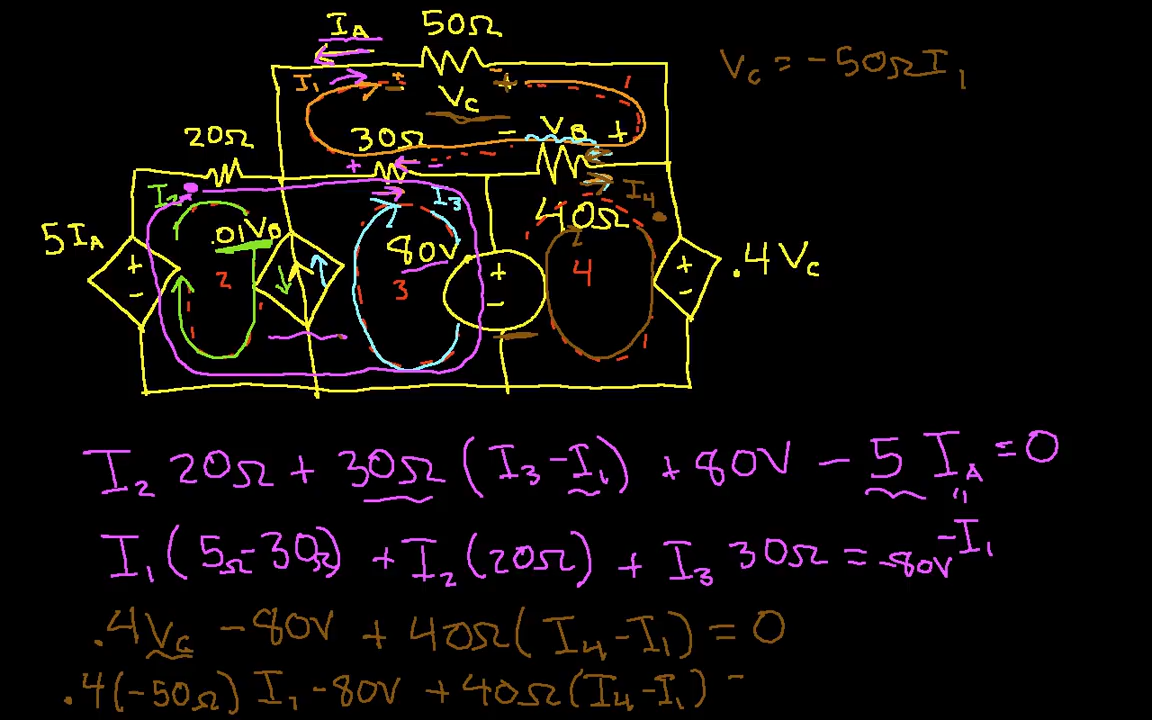 I_A 50Ω
V_C = -50Ω I_1
I_1 + - - + 1
V_C
20Ω 30Ω - V_B +
+ -
I_2 I_3 I_4
5I_A .01V_B 80V 40Ω
+ - 2 3 + - 4 + - .4V_C
I_2 20Ω + 30Ω (I_3 - I_1) + 80V - 5 I_A = 0
"
-I_1
I_1 (5Ω - 30Ω) + I_2 (20Ω) + I_3 30Ω = -80V
.4V_C - 80V + 40Ω (I_4 - I_1) = 0
.4(-50Ω) I_1 - 80V + 40Ω (I_4 - I_1) =